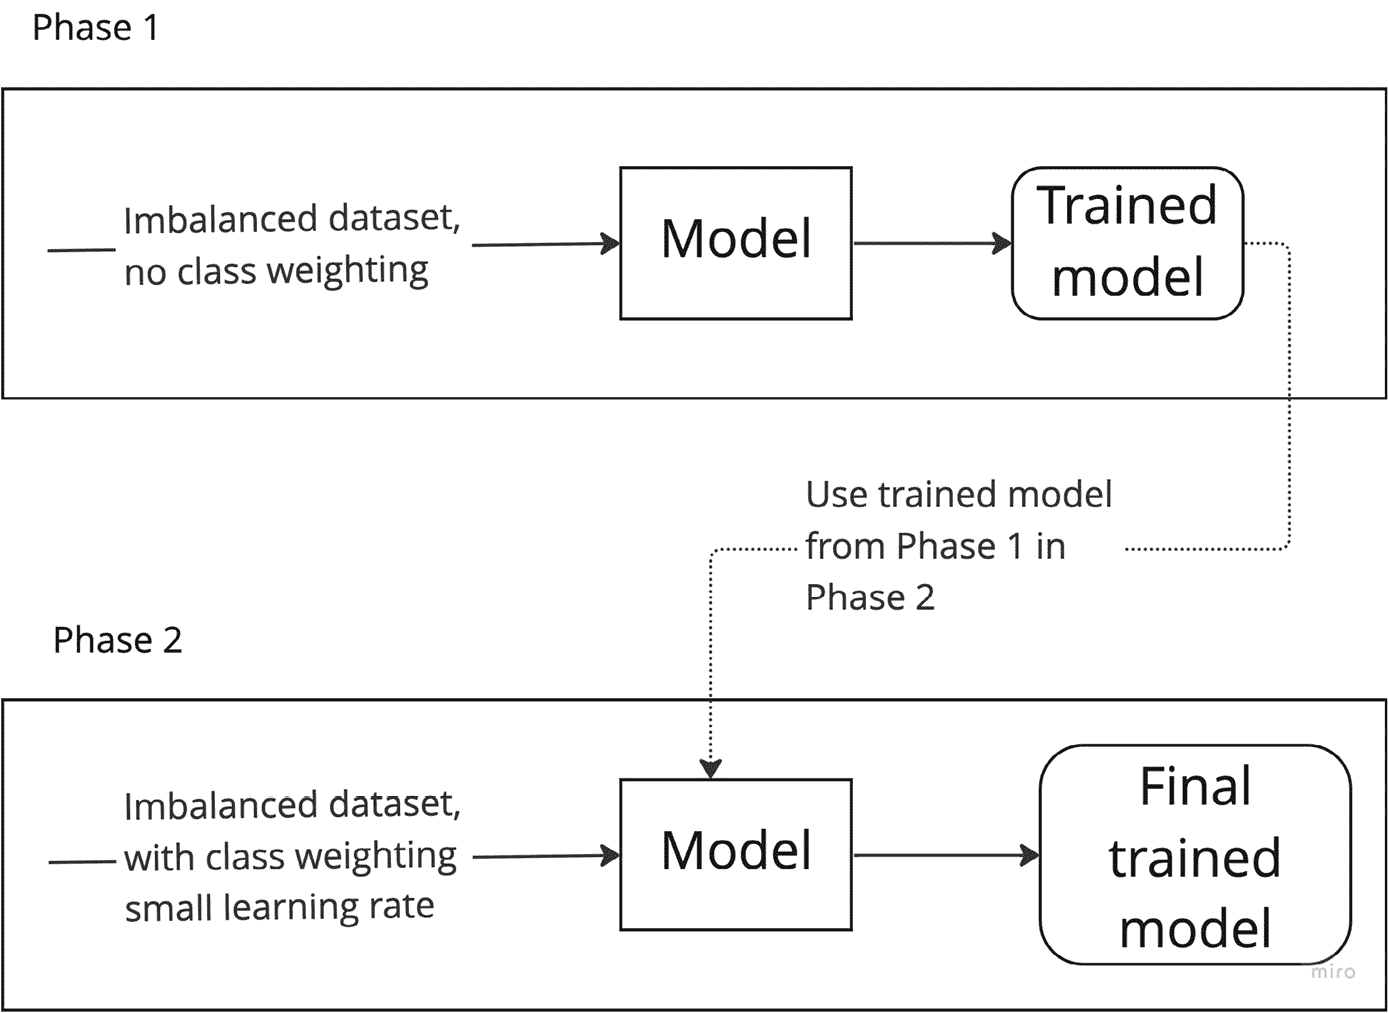 Phase 1
Imbalanced dataset,
no class weighting
Model
Trained
model
Use trained model
from Phase 1 in
Phase 2
Phase 2
Imbalanced dataset,
with class weighting
small learning rate
Model
Final
trained
model
miro